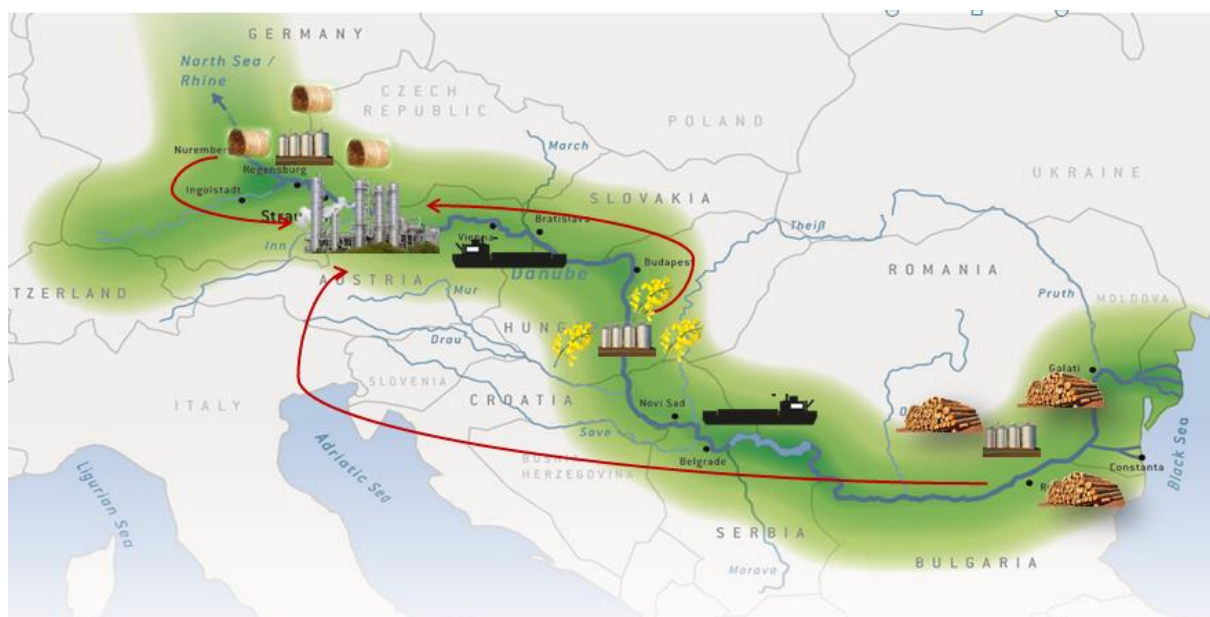 GERMANY
North Sea /
Rhine
CZECH
REPUBLIC
POLAND
UKRAINE
Nuremberg
Regensburg
March
Ingolstadt
SLOVAKIA
Strau
Bratislava
Vienna
Theiß
Inn
Danube
Budapest
ROMANIA
AUSTRIA
TZERLAND
Mur
Pruth
MOLDOVA
HUNG
Drau
Galati
SLOVENIA
ITALY
CROATIA
Novi Sad
Save
Belgrade
BOSNIA
HERZEGOVINA
Constanta
Black Sea
Adriatic Sea
Ligurian Sea
SERBIA
BULGARIA
Morava